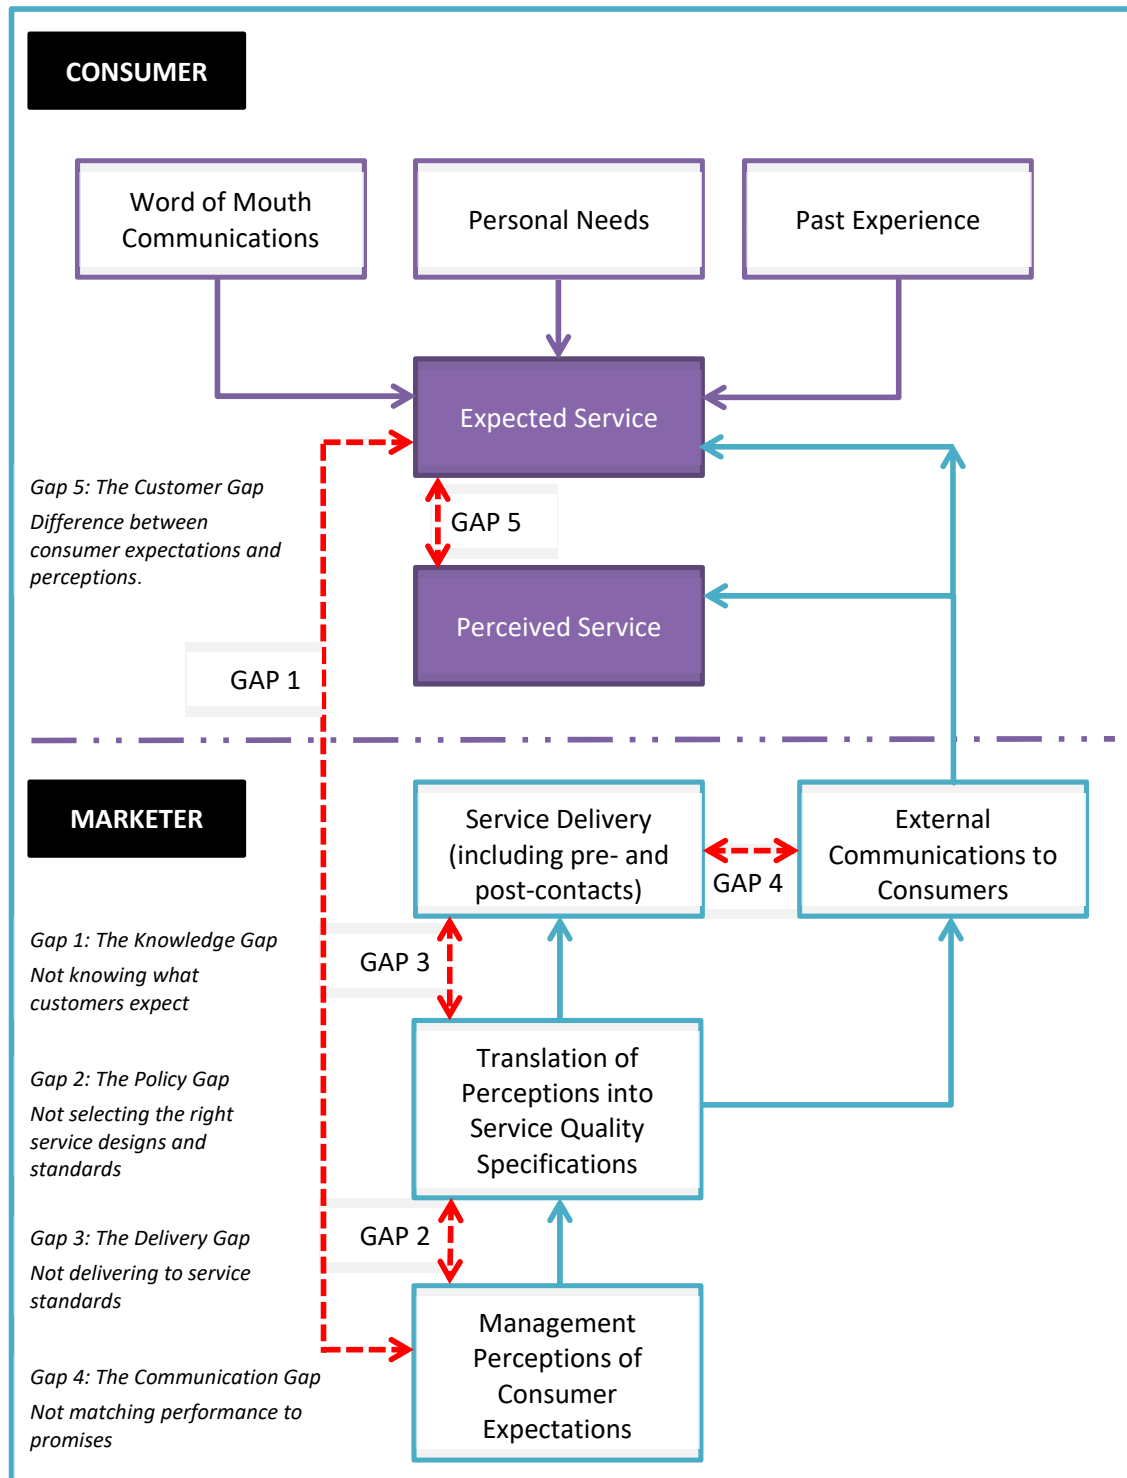 CONSUMER
Word of Mouth
Communications
Personal Needs
Past Experience
Expected Service
Gap 5: The Customer Gap
Difference between
consumer expectations and
perceptions.
GAP 5
Perceived Service
GAP 1
MARKETER
Service Delivery
(including pre- and
post-contacts)
GAP 4
External
Communications to
Consumers
Gap 1: The Knowledge Gap
Not knowing what
customers expect
GAP 3
Gap 2: The Policy Gap
Not selecting the right
service designs and
standards
Translation of
Perceptions into
Service Quality
Specifications
Gap 3: The Delivery Gap
Not delivering to service
standards
GAP 2
Gap 4: The Communication Gap
Not matching performance to
promises
Management
Perceptions of
Consumer
Expectations